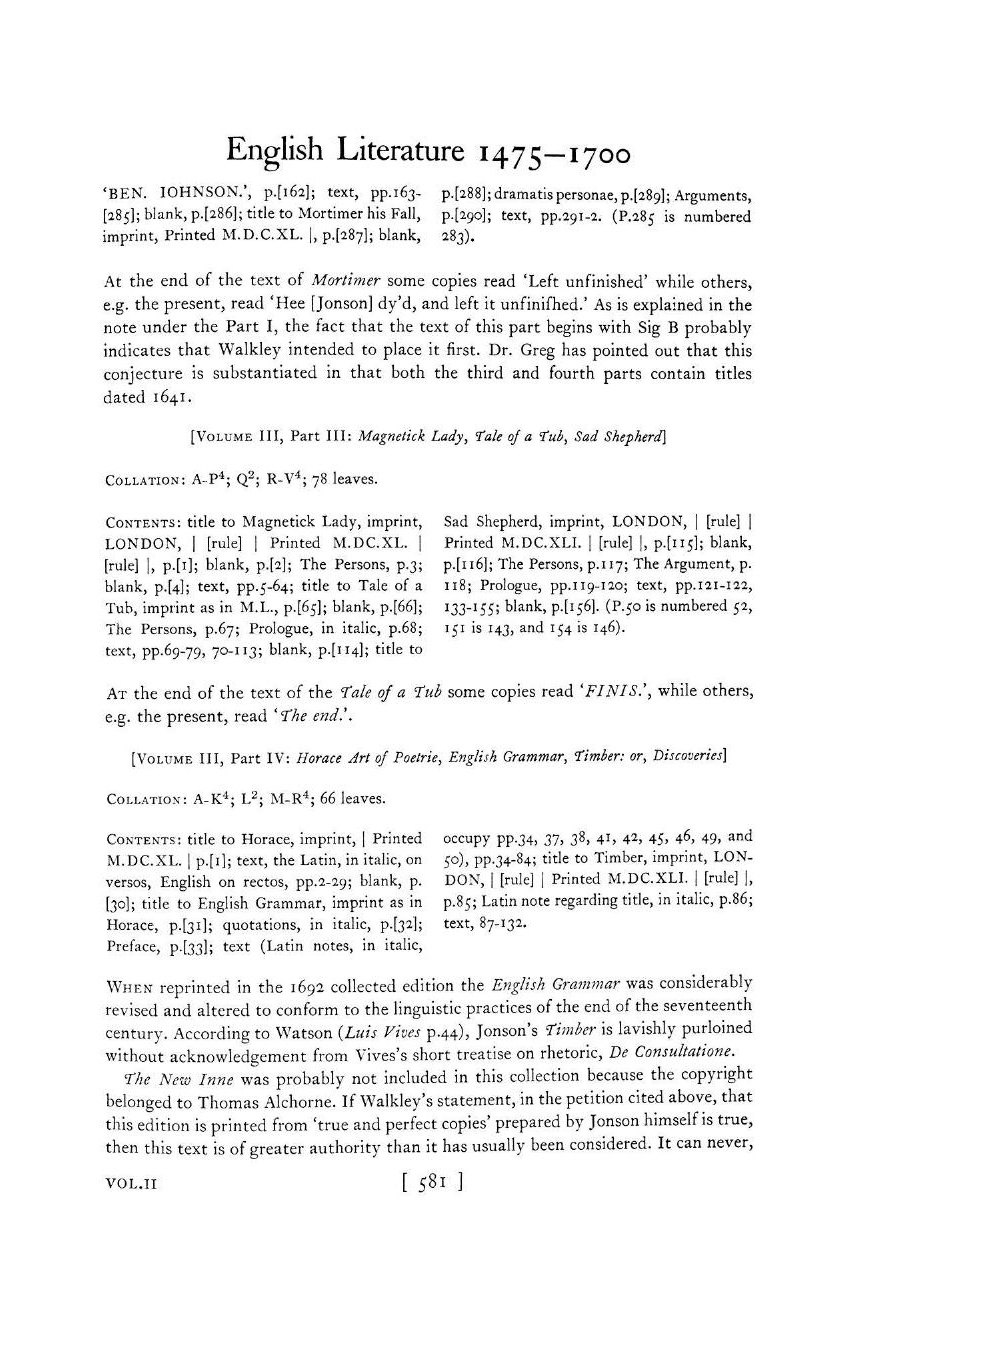 English Literature 1475—1700
‘BEN. IOHNSON.’, p.[162]; text, pp.163-
[285]; blank, p.[286]; title to Mortimer his Fall,
imprint, Printed M.D.C.XL. |, p.[287]; blank,
p.[288]; dramatis personae, p.[289]; Arguments,
p.[290]; text, pp.291-2. (P.285 is numbered
283).
At the end of the text of Mortimer some copies read ‘Left unfinished’ while others,
e.g. the present, read ‘Hee [Jonson] dy'd, and left it unfiniſhed.’ As is explained in the
note under the Part I, the fact that the text of this part begins with Sig B probably
indicates that Walkley intended to place it first. Dr. Greg has pointed out that this
conjecture is substantiated in that both the third and fourth parts contain titles
dated 1641.
[VOLUME III, Part III: Magnetick Lady, Tale of a Tub, Sad Shepherd]
COLLATION: A-P⁴; Q²; R-V⁴; 78 leaves.
CONTENTS: title to Magnetick Lady, imprint,
LONDON, | [rule] | Printed M.DC.XL. |
[rule] |, p.[1]; blank, p.[2]; The Persons, p.3;
blank, p.[4]; text, pp.5-64; title to Tale of a
Tub, imprint as in M.L., p.[65]; blank, p.[66];
The Persons, p.67; Prologue, in italic, p.68;
text, pp.69-79, 70-113; blank, p.[114]; title to
Sad Shepherd, imprint, LONDON, | [rule] |
Printed M.DC.XLI. | [rule] |, p.[115]; blank,
p.[116]; The Persons, p.117; The Argument, p.
118; Prologue, pp.119-120; text, pp.121-122,
133-155; blank, p.[156]. (P.50 is numbered 52,
151 is 143, and 154 is 146).
AT the end of the text of the Tale of a Tub some copies read ‘FINIS.’, while others,
e.g. the present, read ‘The end.’.
[VOLUME III, Part IV: Horace Art of Poetrie, English Grammar, Timber: or, Discoveries]
COLLATION: A-K⁴; L²; M-R⁴; 66 leaves.
CONTENTS: title to Horace, imprint, | Printed
M.DC.XL. | p.[1]; text, the Latin, in italic, on
versos, English on rectos, pp.2-29; blank, p.
[30]; title to English Grammar, imprint as in
Horace, p.[31]; quotations, in italic, p.[32];
Preface, p.[33]; text (Latin notes, in italic,
occupy pp.34, 37, 38, 41, 42, 45, 46, 49, and
50), pp.34-84; title to Timber, imprint, LON-
DON, | [rule] | Printed M.DC.XLI. | [rule] |,
p.85; Latin note regarding title, in italic, p.86;
text, 87-132.
WHEN reprinted in the 1692 collected edition the English Grammar was considerably
revised and altered to conform to the linguistic practices of the end of the seventeenth
century. According to Watson (Luis Vives p.44), Jonson's Timber is lavishly purloined
without acknowledgement from Vives's short treatise on rhetoric, De Consultatione.
The New Inne was probably not included in this collection because the copyright
belonged to Thomas Alchorne. If Walkley's statement, in the petition cited above, that
this edition is printed from ‘true and perfect copies’ prepared by Jonson himself is true,
then this text is of greater authority than it has usually been considered. It can never,
VOL.II
[ 581 ]